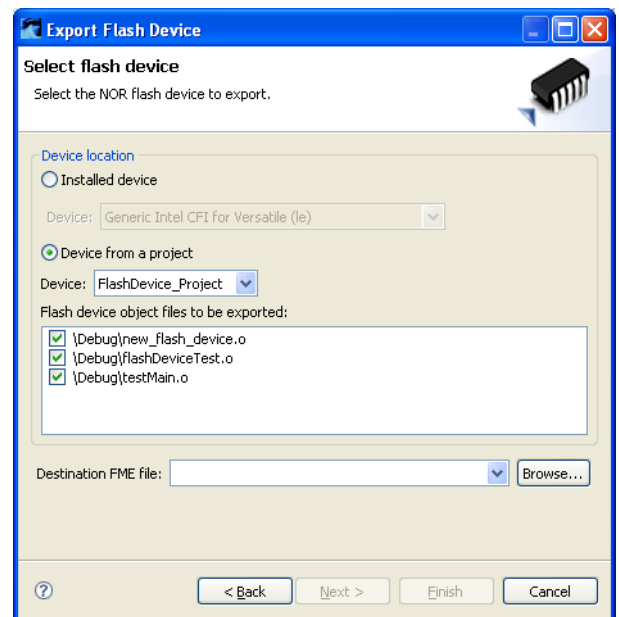 Export Flash Device
Select flash device
Select the NOR flash device to export.
Device location
Installed device
Device: Generic Intel CFI for Versatile (le)
Device from a project
Device: FlashDevice_Project
Flash device object files to be exported:
\Debug\new_flash_device.o
\Debug\flashDeviceTest.o
\Debug\testMain.o
Destination FME file: Browse...
? < Back Next > Finish Cancel